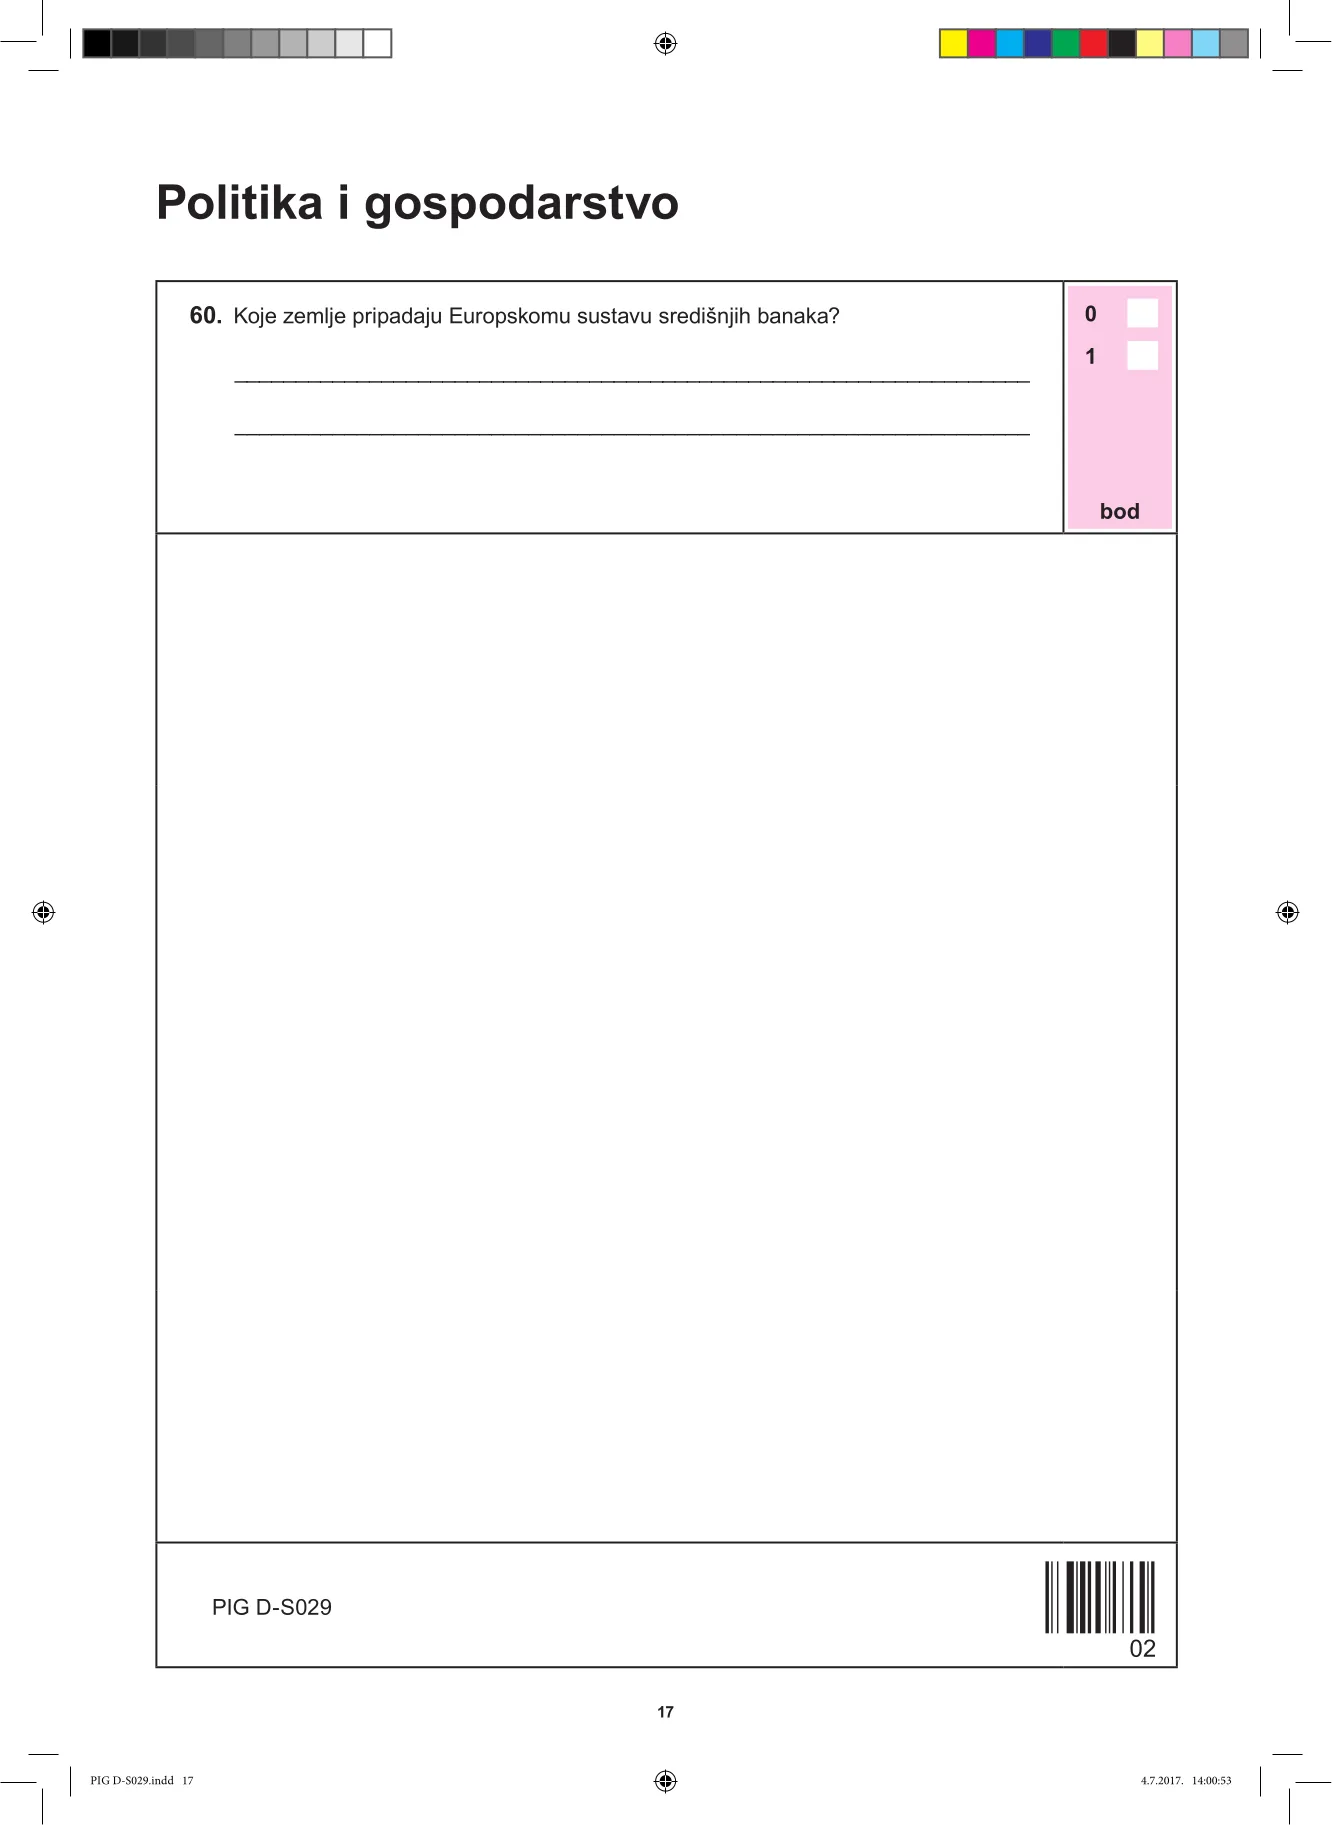 Politika i gospodarstvo
60. Koje zemlje pripadaju Europskomu sustavu središnjih banaka?
0
1
bod
PIG D-S029
02
17
PIG D-S029.indd 17
4.7.2017. 14:00:53